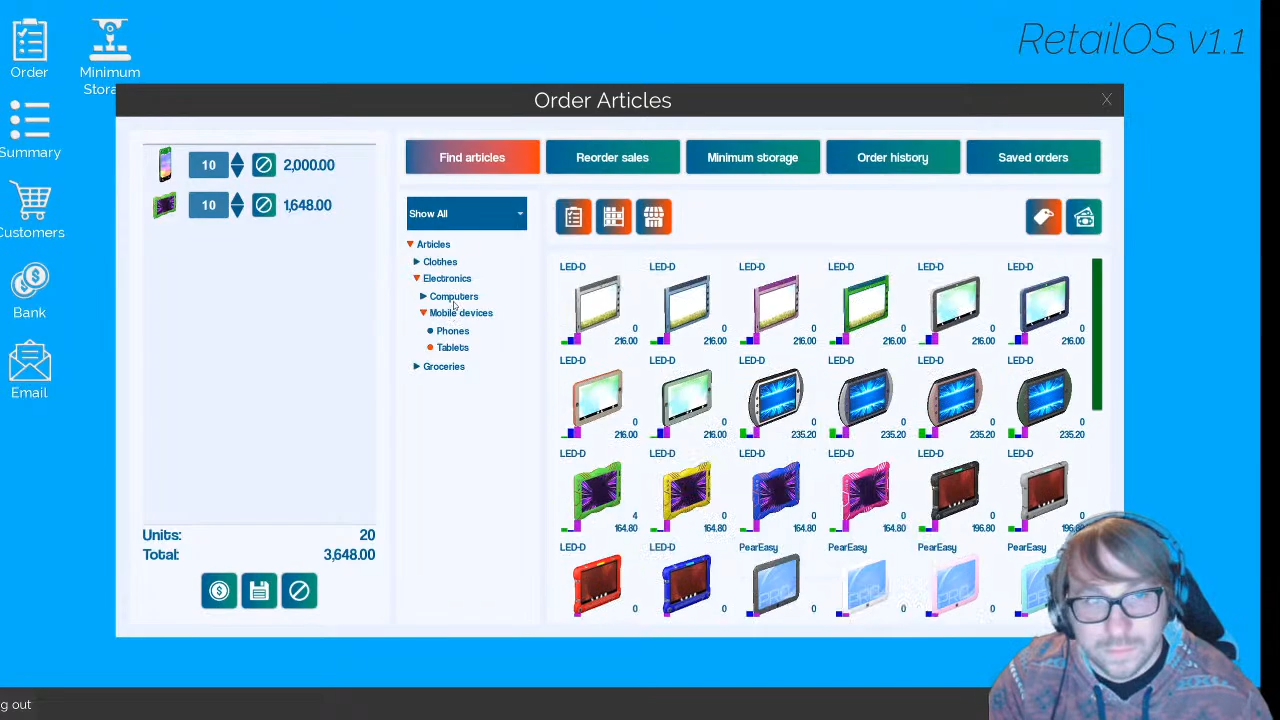 RetailOS v1.1
Order
Minimum
Stora
Summary
Customers
Bank
Email
Order Articles
X
10
2,000.00
10
1,648.00
Units:
20
Total:
3,648.00
Find articles
Reorder sales
Minimum storage
Order history
Saved orders
Show All
Articles
Clothes
Electronics
Computers
Mobile devices
Phones
Tablets
Groceries
LED-D LED-D LED-D LED-D LED-D LED-D
0 0 0 0 0 0
216.00 216.00 216.00 216.00 216.00 216.00
LED-D LED-D LED-D LED-D LED-D LED-D
0 0 0 0 0 0
216.00 216.00 235.20 235.20 235.20 235.20
LED-D LED-D LED-D LED-D LED-D LED-D
4 0 0 0 0 0
164.80 164.80 164.80 164.80 196.80
LED-D LED-D PearEasy PearEasy PearEasy PearEasy
0 0 0 0 0
g out